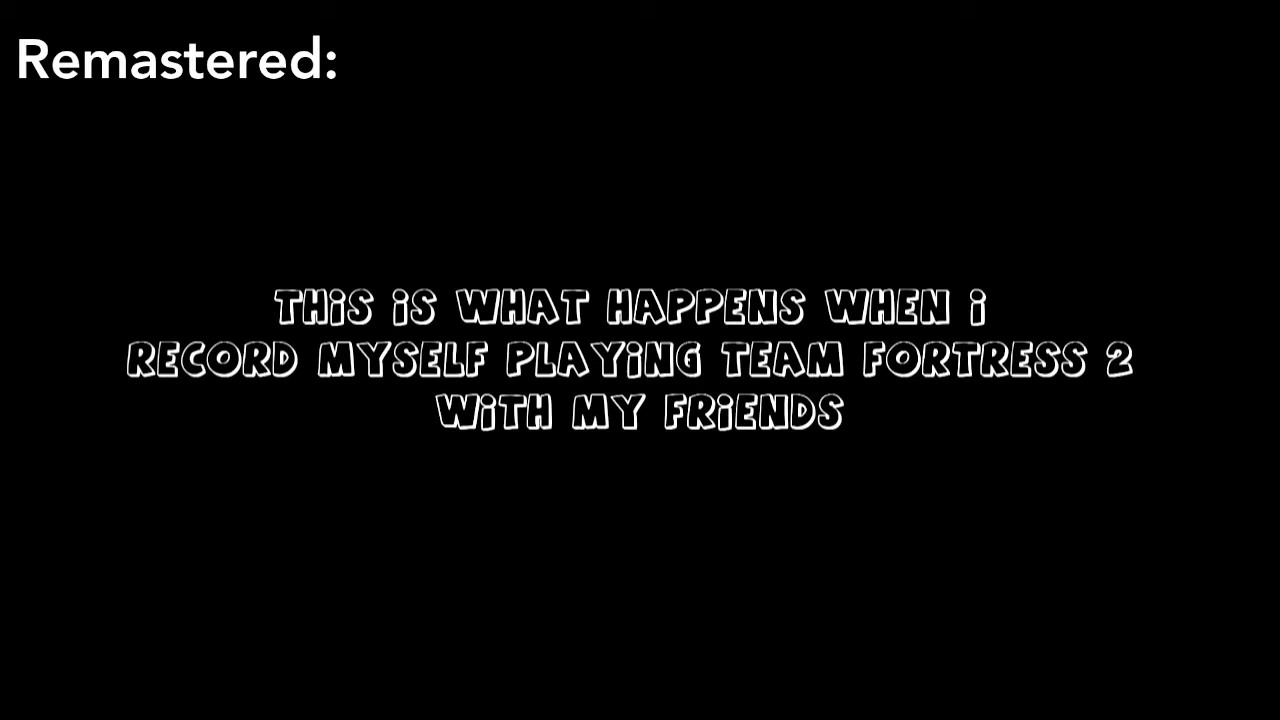 Remastered:
THiS iS WHAT HAPPENS WHEN i
RECORD MYSELF PLAYiNG TEAM FORTRESS 2
WiTH MY FRiENDS